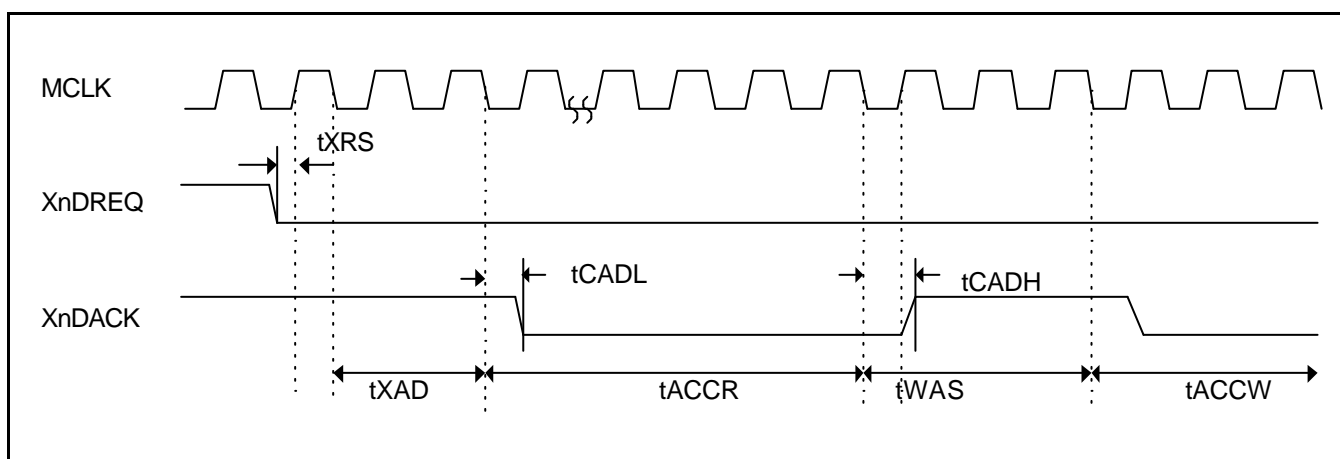 MCLK
tXRS
XnDREQ
tCADL
tCADH
XnDACK
tXAD
tACCR
tWAS
tACCW